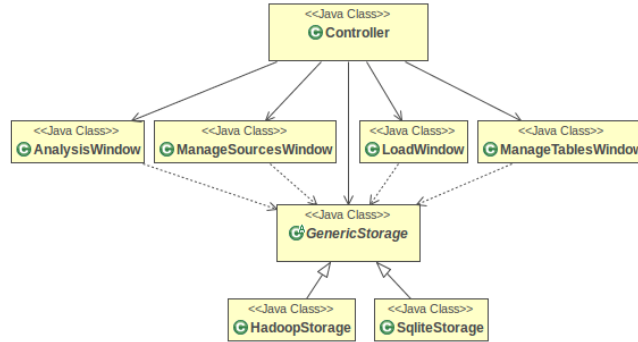 <<Java Class>>
Controller
<<Java Class>>
AnalysisWindow
<<Java Class>>
ManageSourcesWindow
<<Java Class>>
LoadWindow
<<Java Class>>
ManageTablesWindow
<<Java Class>>
GenericStorage
<<Java Class>>
HadoopStorage
<<Java Class>>
SqliteStorage